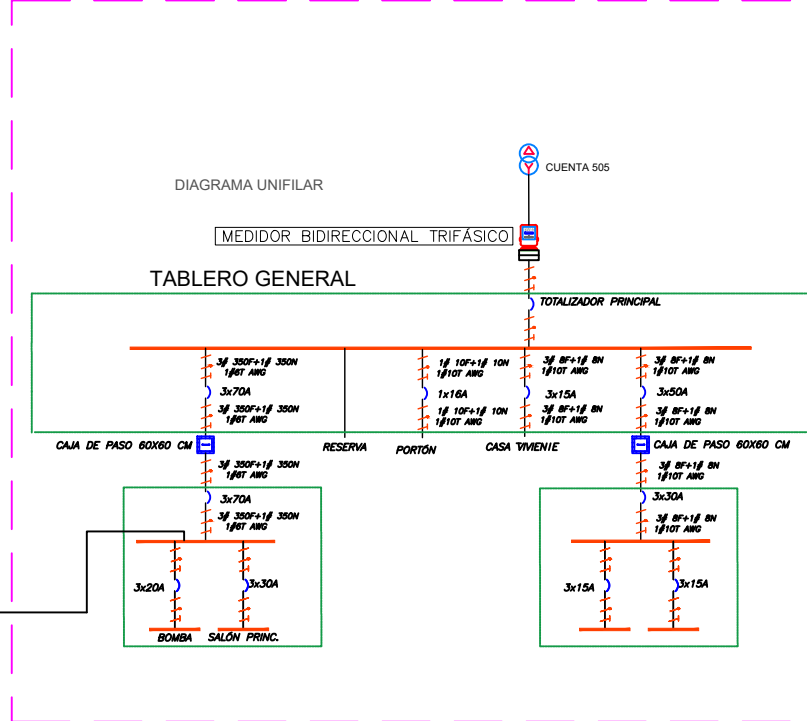 CUENTA 505
DIAGRAMA UNIFILAR
MEDIDOR BIDIRECCIONAL TRIFÁSICO
TABLERO GENERAL
TOTALIZADOR PRINCIPAL
3# 350F+1# 350N
1#6T AWG
1# 10F+1# 10N
1#10T AWG
3# 8F+1# 8N
1#10T AWG
3# 8F+1# 8N
1#10T AWG
3x70A
1x16A
3x15A
3x50A
3# 350F+1# 350N
1#6T AWG
1# 10F+1# 10N
1#10T AWG
3# 8F+1# 8N
1#10T AWG
3# 8F+1# 8N
1#10T AWG
CAJA DE PASO 60X60 CM
RESERVA
PORTÓN
CASA VIVIENIE
CAJA DE PASO 60X60 CM
3# 350F+1# 350N
1#6T AWG
3# 8F+1# 8N
1#10T AWG
3x70A
3x30A
3# 350F+1# 350N
1#6T AWG
3# 8F+1# 8N
1#10T AWG
3x20A
3x30A
3x15A
3x15A
BOMBA
SALÓN PRINC.